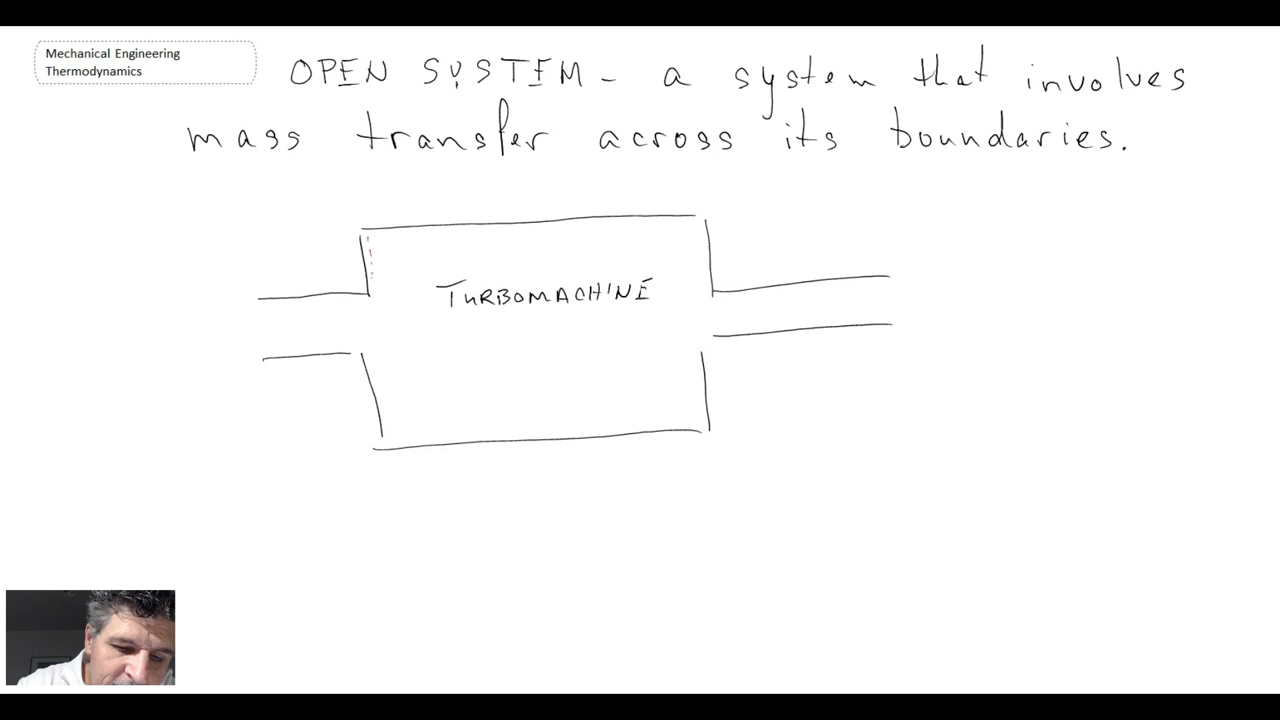 Mechanical Engineering
Thermodynamics
OPEN SYSTEM - a system that involves
mass transfer across its boundaries.
TURBOMACHINE